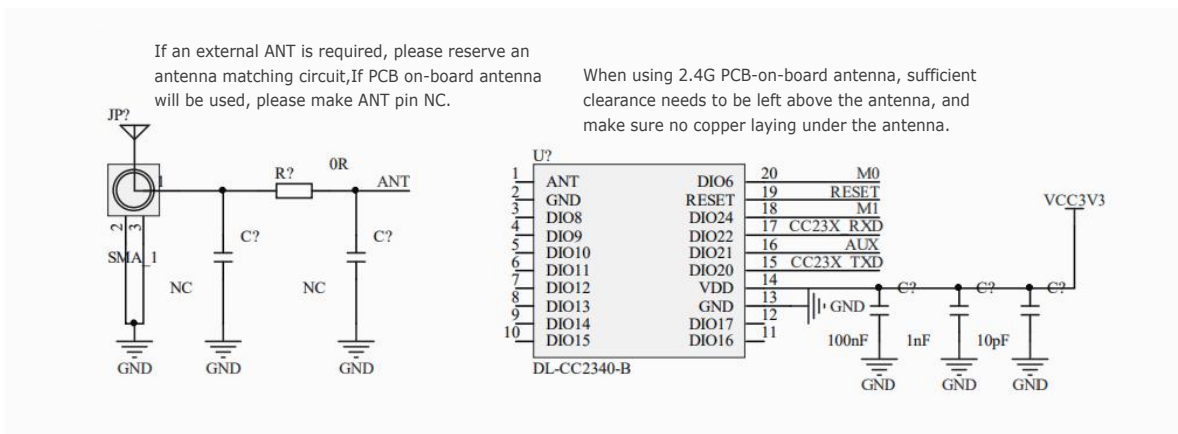 If an external ANT is required, please reserve an
antenna matching circuit,If PCB on-board antenna
will be used, please make ANT pin NC.
When using 2.4G PCB-on-board antenna, sufficient
clearance needs to be left above the antenna, and
make sure no copper laying under the antenna.
JP?
1
2
3
SMA_1
R?
0R
ANT
C?
C?
NC
NC
GND
GND
GND
U?
1 ANT DIO6 20 M0
2 GND RESET 19 RESET
3 DIO8 DIO24 18 M1
4 DIO9 DIO22 17 CC23X_RXD
5 DIO10 DIO21 16 AUX
6 DIO11 DIO20 15 CC23X_TXD
7 DIO12 VDD 14
8 DIO13 GND 13 GND
9 DIO14 DIO17 12
10 DIO15 DIO16 11
DL-CC2340-B
VCC3V3
C? C? C?
100nF 1nF 10pF
GND GND GND